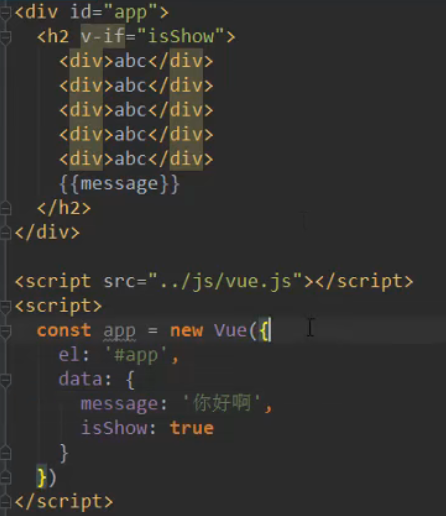 <div id="app">
<h2 v-if="isShow">
<div>abc</div>
<div>abc</div>
<div>abc</div>
<div>abc</div>
<div>abc</div>
{{message}}
</h2>
</div>
<script src="../js/vue.js"></script>
<script>
const app = new Vue({
el: '#app',
data: {
message: '你好啊',
isShow: true
}
})
</script>